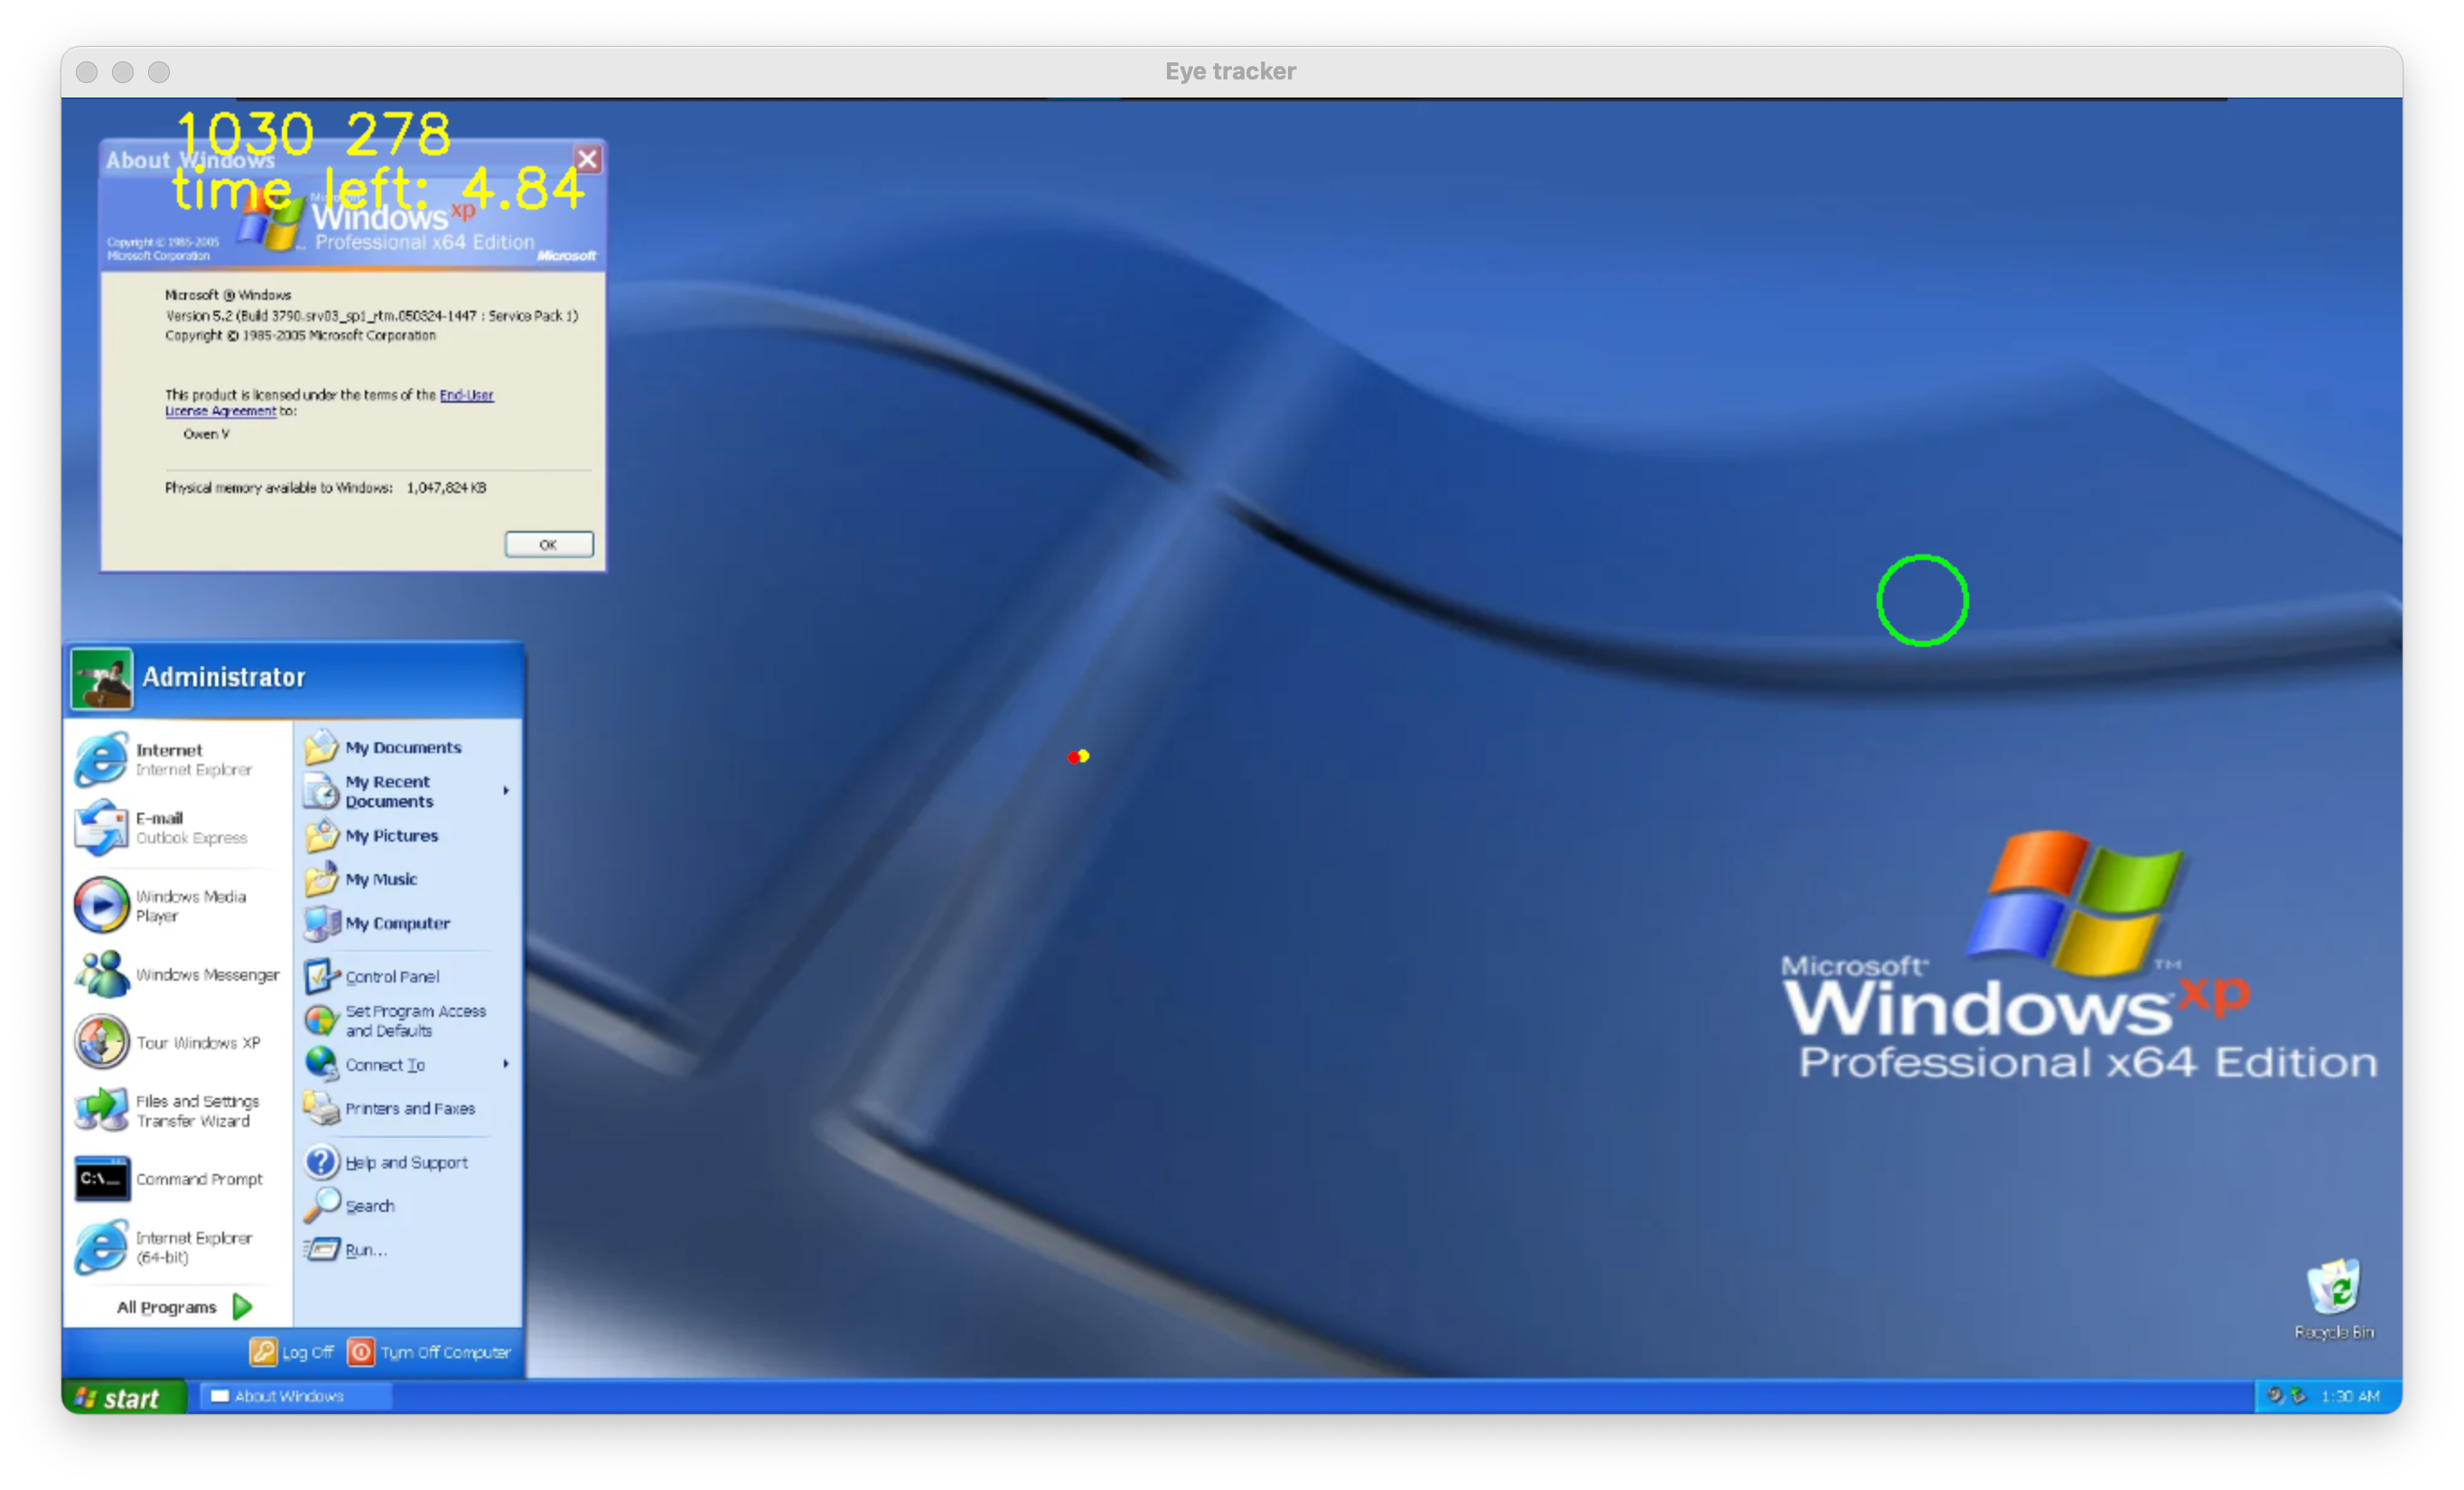 Eye tracker
1030 278
time left: 4.84
About Windows
Copyright © 1985-2005
Microsoft Corporation
Windows xp
Professional x64 Edition
Microsoft
Microsoft ® Windows
Version 5.2 (Build 3790.srv03_sp1_rtm.050324-1447 : Service Pack 1)
Copyright © 1985-2005 Microsoft Corporation
This product is licensed under the terms of the End-User
License Agreement to:
Owen V
Physical memory available to Windows: 1,047,824 KB
OK
Administrator
Internet
Internet Explorer
E-mail
Outlook Express
Windows Media
Player
Windows Messenger
Tour Windows XP
Files and Settings
Transfer Wizard
C:\_
Command Prompt
Internet Explorer
(64-bit)
All Programs
My Documents
My Recent
Documents
My Pictures
My Music
My Computer
Control Panel
Set Program Access
and Defaults
Connect To
Printers and Faxes
Help and Support
Search
Run...
Log Off
Turn Off Computer
Microsoft
Windows xp TM
Professional x64 Edition
Recycle Bin
start
About Windows
1:30 AM